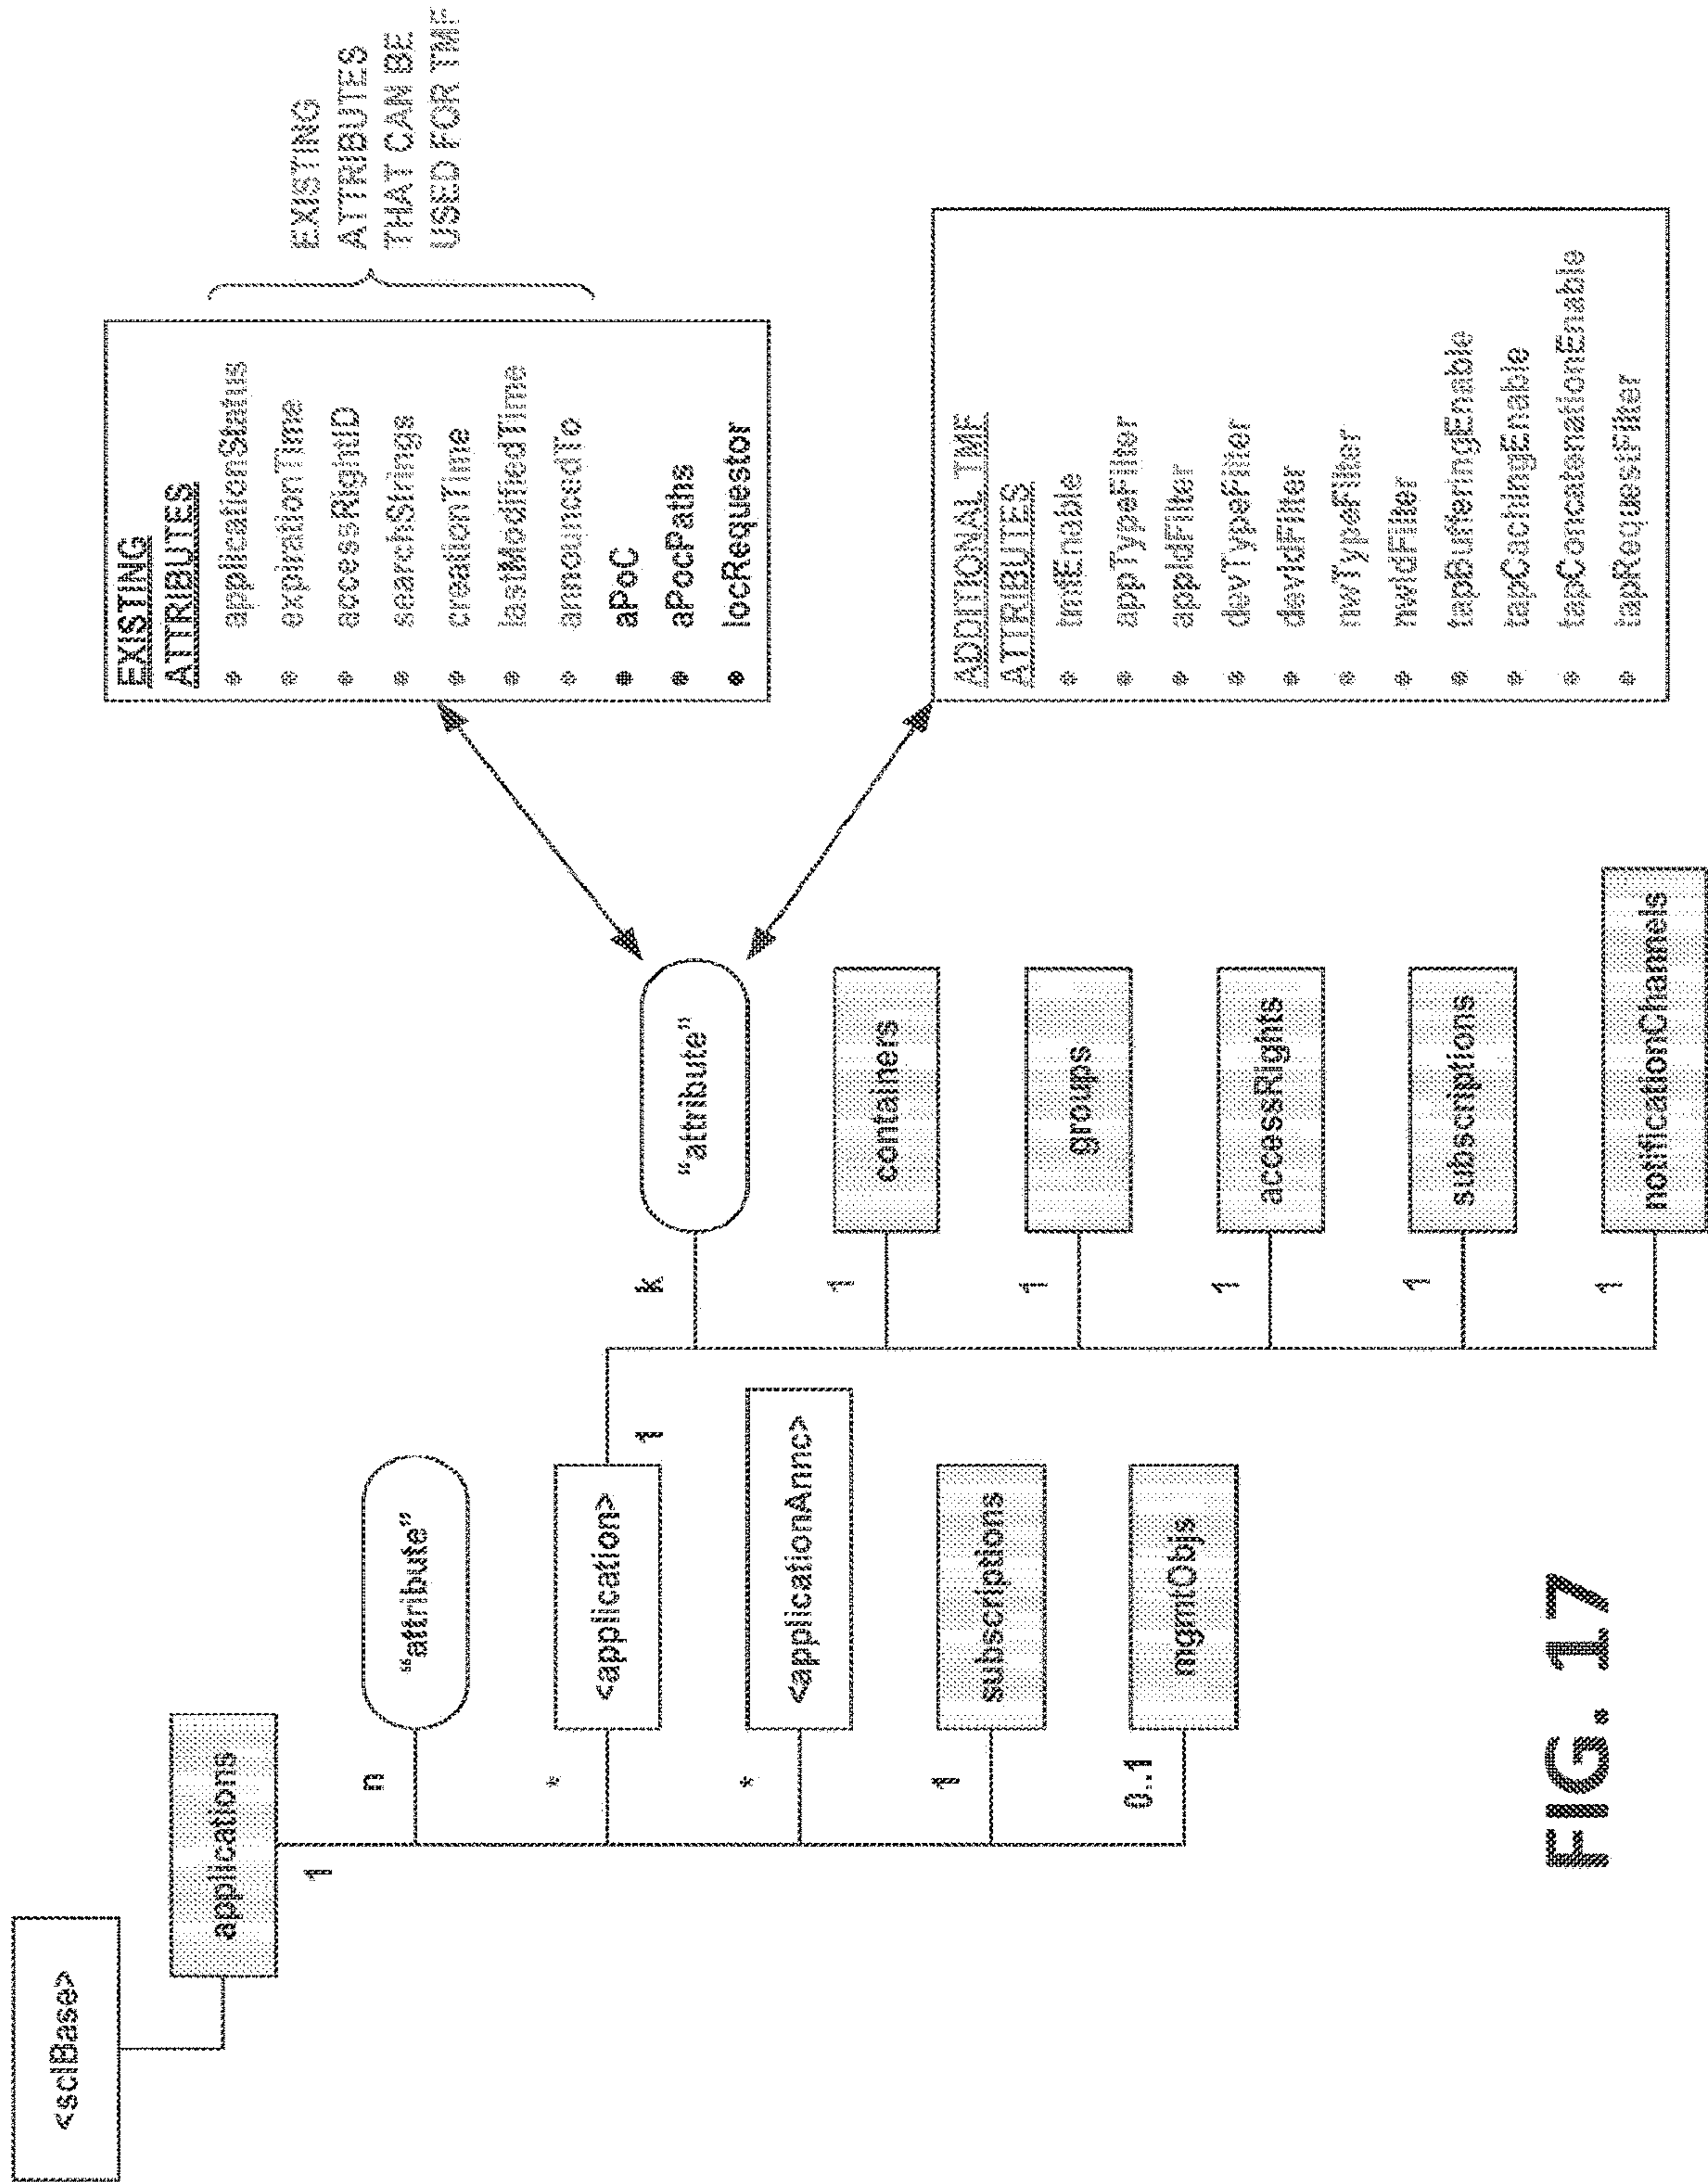 <sclBase>
applications
1
n
"attribute"
*
<application>
1
*
<applicationAnnc>
1
subscriptions
0..1
mgmtObjs
k
“attribute”
1
containers
1
groups
1
accessRights
1
subscriptions
1
notificationChannels
EXISTING
ATTRIBUTES
• applicationStatus
• expirationTime
• accessRightID
• searchStrings
• creationTime
• lastModifiedTime
• announcedTo
• aPoC
• aPocPaths
• locRequestor
EXISTING
ATTRIBUTES
THAT CAN BE
USED FOR TMF
ADDITIONAL TMF
ATTRIBUTES
• tmfEnable
• appTypeFilter
• appIdFilter
• devTypeFilter
• devIdFilter
• nwTypeFilter
• nwIdFilter
• tapBufferingEnable
• tapCachingEnable
• tapConcatenationEnable
• tapRequestFilter
FIG. 17